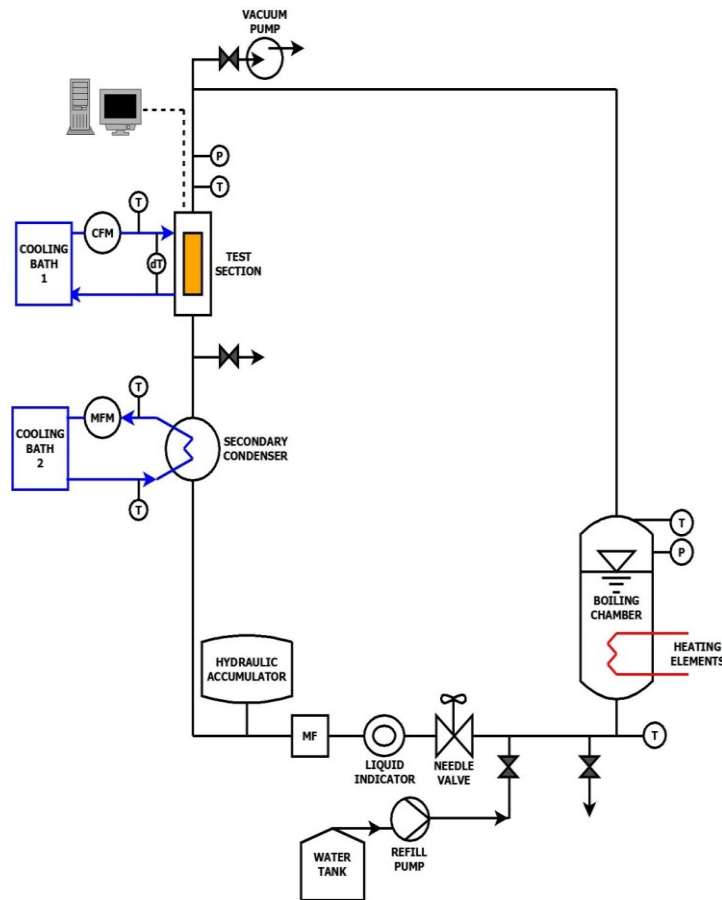 VACUUM
PUMP
P
T
T
CFM
COOLING
BATH
1
dT
TEST
SECTION
T
MFM
COOLING
BATH
2
SECONDARY
CONDENSER
T
T
P
BOILING
CHAMBER
HEATING
ELEMENTS
HYDRAULIC
ACCUMULATOR
MF
LIQUID
INDICATOR
NEEDLE
VALVE
T
WATER
TANK
REFILL
PUMP